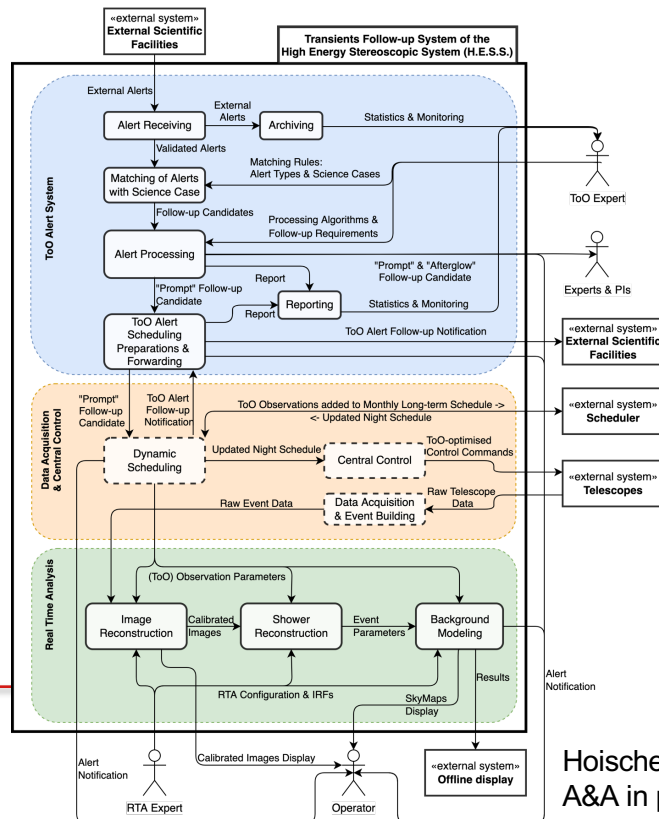 «external system»
External Scientific
Facilities
Transients Follow-up System of the
High Energy Stereoscopic System (H.E.S.S.)
External Alerts
ToO Alert System
Alert Receiving
External
Alerts
Archiving
Statistics & Monitoring
Validated Alerts
Matching of Alerts
with Science Case
Matching Rules:
Alert Types & Science Cases
ToO Expert
Follow-up Candidates
Processing Algorithms &
Follow-up Requirements
Alert Processing
"Prompt" & "Afterglow"
Follow-up Candidate
Experts & PIs
"Prompt" Follow-up
Candidate
Report
Report
Reporting
Statistics & Monitoring
ToO Alert
Scheduling
Preparations &
Forwarding
ToO Alert Follow-up Notification
«external system»
External Scientific
Facilities
Data Acquisition
& Central Control
"Prompt"
Follow-up
Candidate
ToO Alert
Follow-up
Notification
ToO Observations added to Monthly Long-term Schedule ->
<- Updated Night Schedule
«external system»
Scheduler
Dynamic
Scheduling
Updated Night Schedule
Central Control
ToO-optimised
Control Commands
«external system»
Telescopes
Raw Event Data
Data Acquisition
& Event Building
Raw Telescope
Data
Real Time Analysis
(ToO) Observation Parameters
Image
Reconstruction
Calibrated
Images
Shower
Reconstruction
Event
Parameters
Background
Modeling
RTA Configuration & IRFs
SkyMaps
Display
Results
Alert
Notification
Alert
Notification
Calibrated Images Display
RTA Expert
Operator
«external system»
Offline display
Hoische
A&A in p